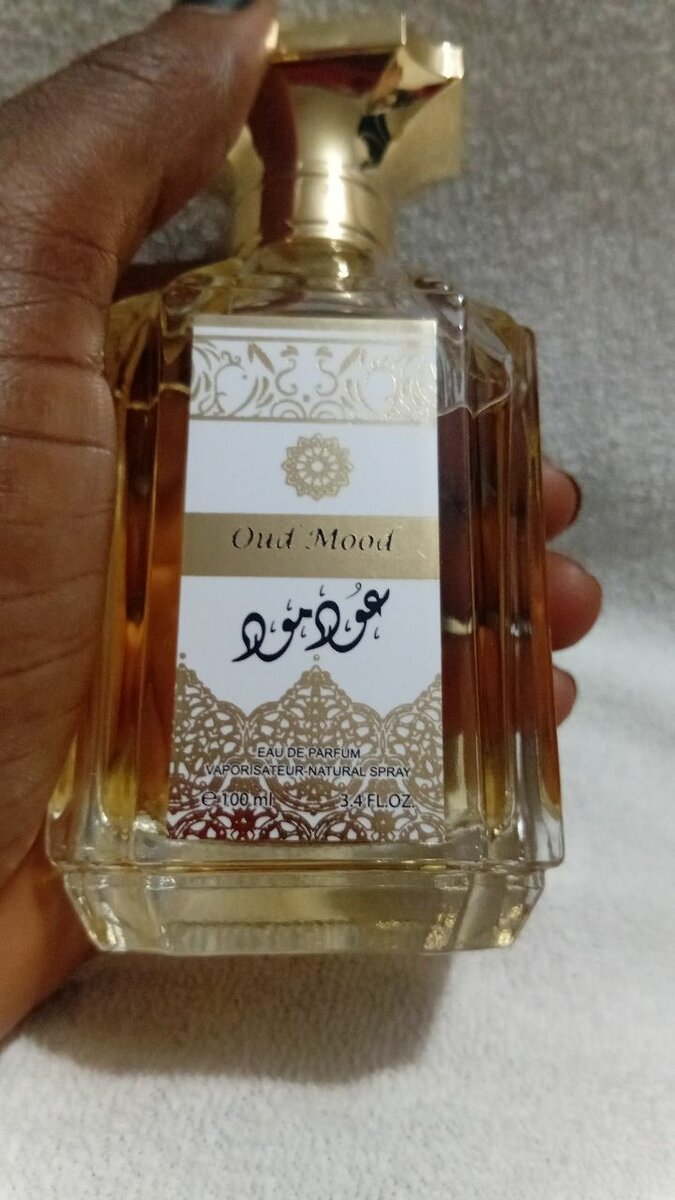 Oud Mood
عود مود
EAU DE PARFUM
VAPORISATEUR-NATURAL SPRAY
e 100 ml 3.4 FL.OZ.